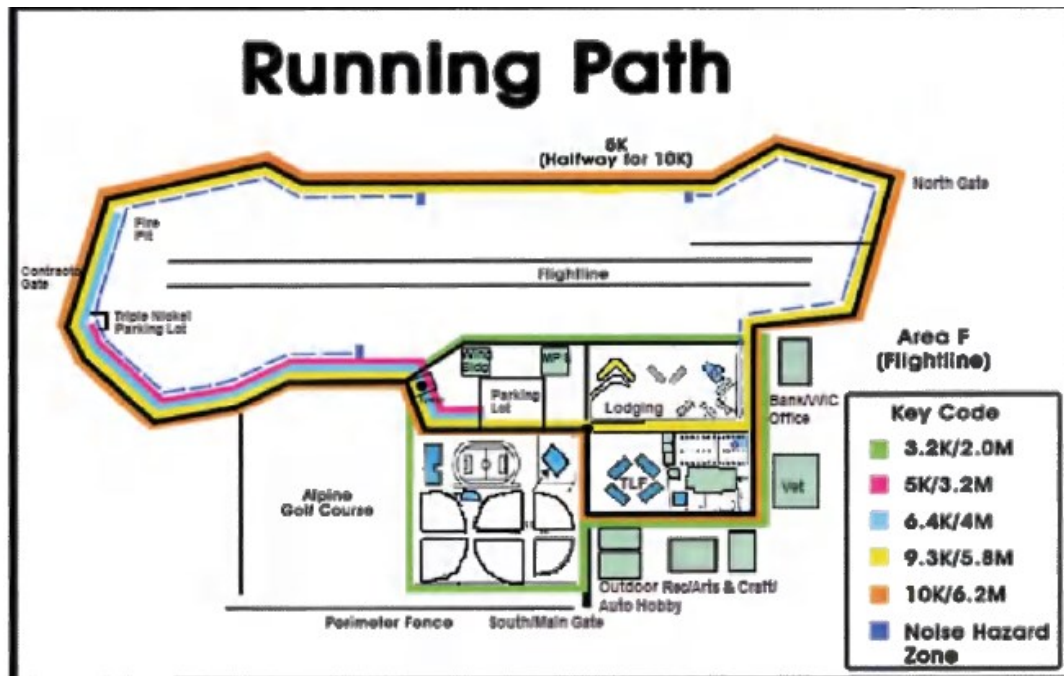 Running Path
5K
(Halfway for 10K)
North Gate
Fire
Pit
Contracto
Gate
Flightline
Triple Nickel
Parking Lot
Area F
(Flightline)
MPS
Bldg
Parking
Lot
Lodging
Bank/WIC
Office
Key Code
3.2K/2.0M
5K/3.2M
6.4K/4M
9.3K/5.8M
10K/6.2M
Noise Hazard
Zone
TLF
Vet
Alpine
Golf Course
Outdoor Rec/Arts & Craft/
Auto Hobby
Perimeter Fence
South/Main Gate